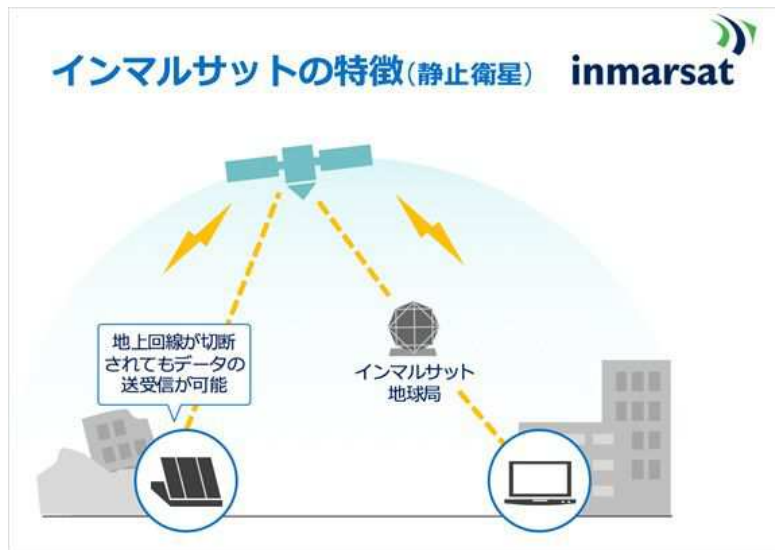 インマルサットの特徴(静止衛星)
inmarsat
地上回線が切断
されてもデータの
送受信が可能
インマルサット
地球局